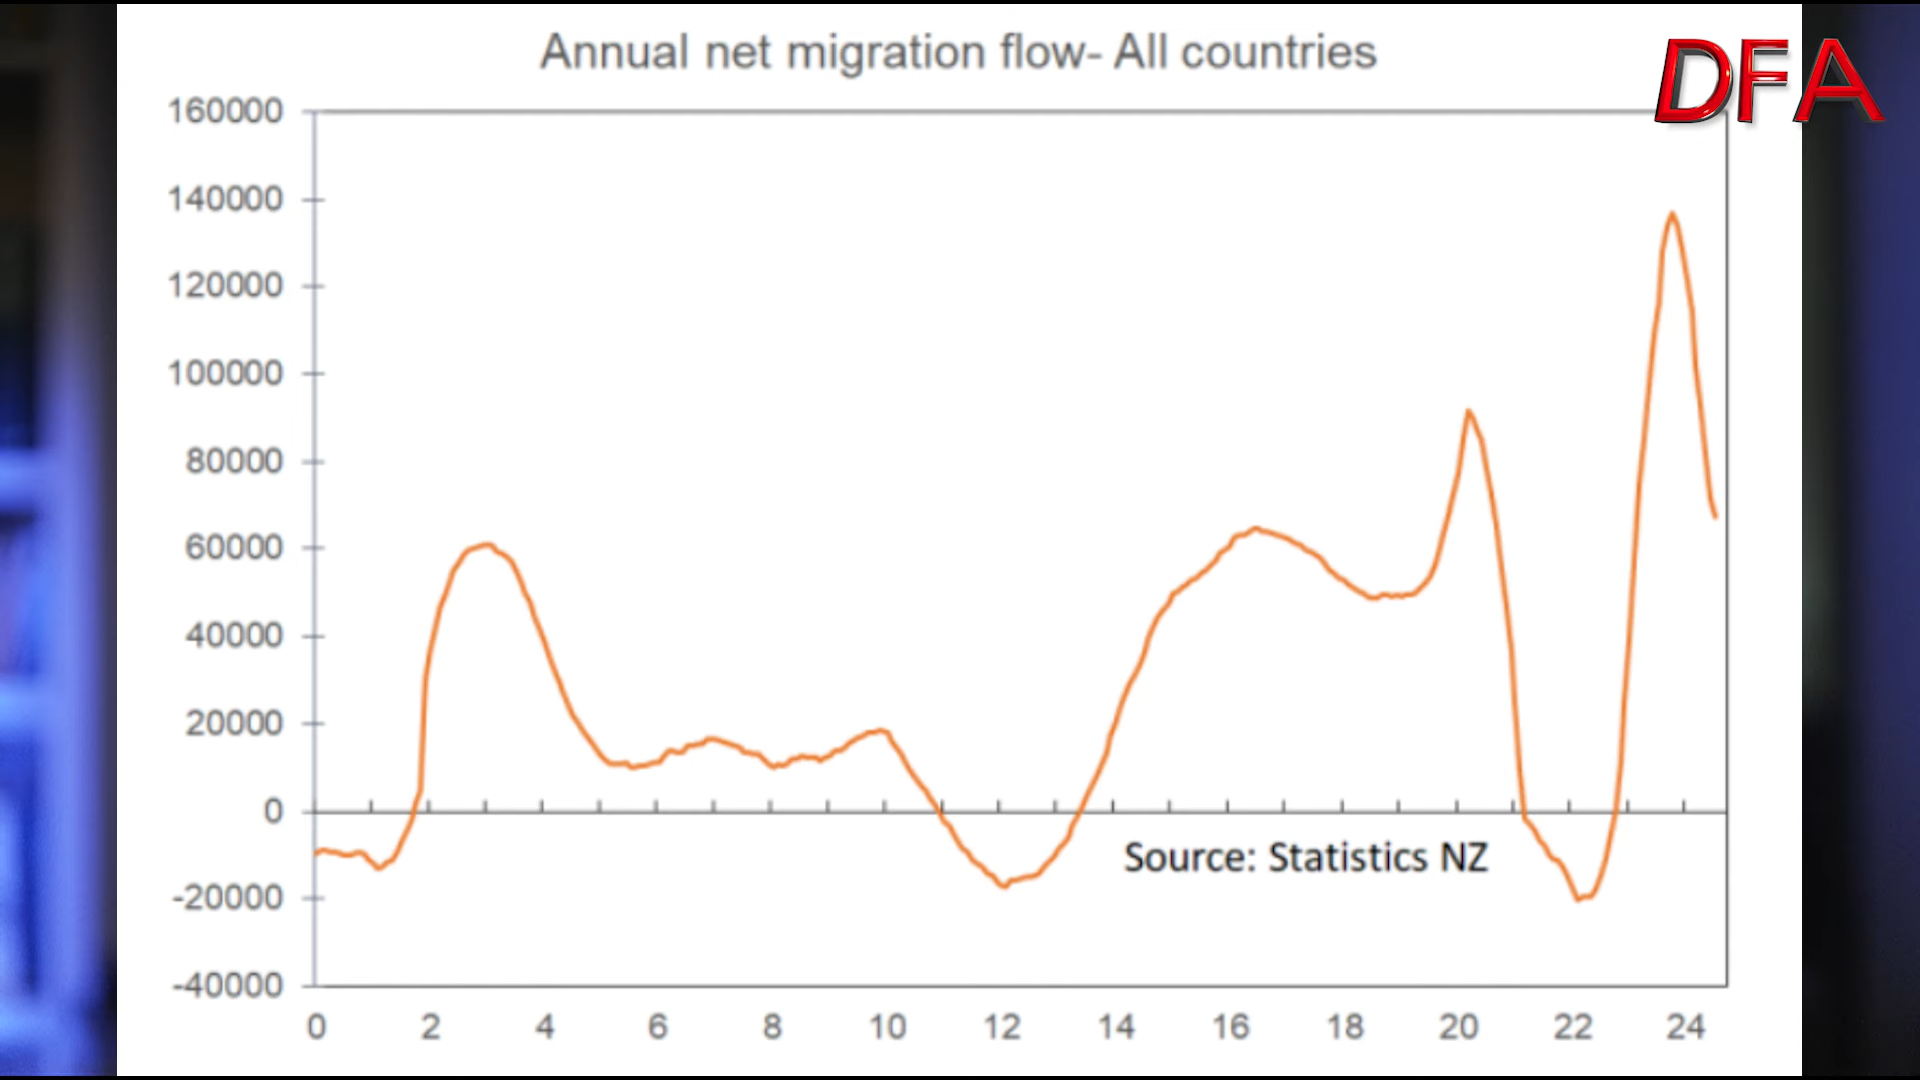 Annual net migration flow- All countries
DFA
160000
140000
120000
100000
80000
60000
40000
20000
0
-20000
-40000
Source: Statistics NZ
0 2 4 6 8 10 12 14 16 18 20 22 24